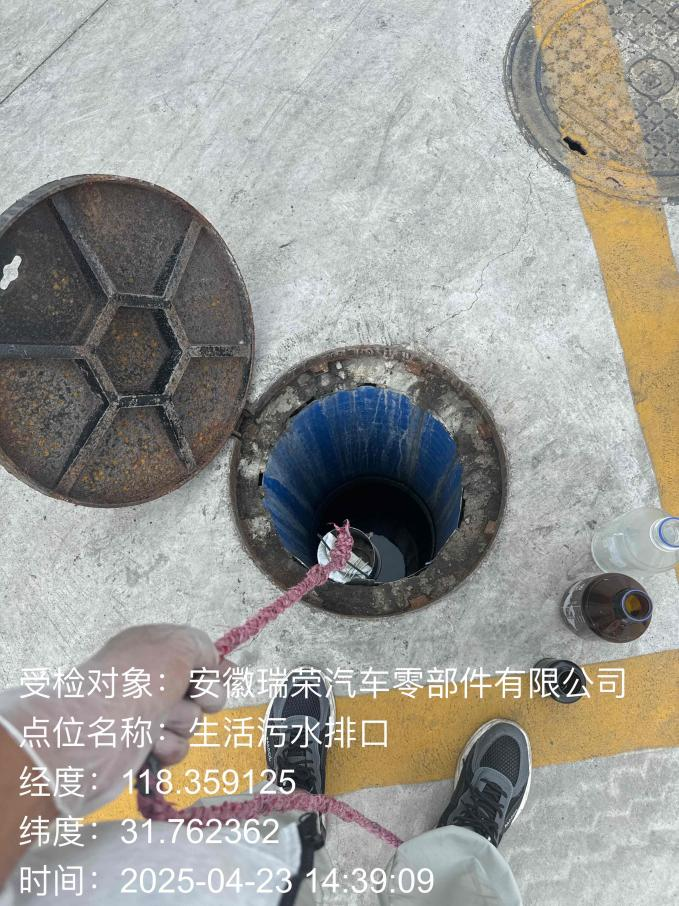 受检对象：安徽瑞荣汽车零部件有限公司
点位名称：生活污水排口
经度：118.359125
纬度：31.762362
时间：2025-04-23 14:39:09